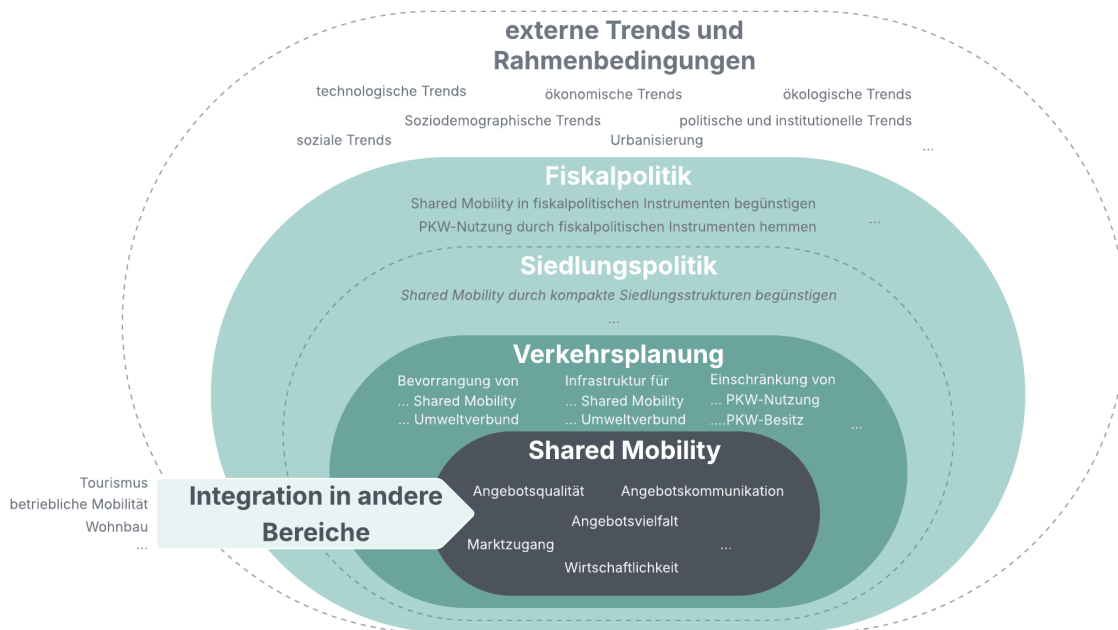 externe Trends und
Rahmenbedingungen
technologische Trends
ökonomische Trends
ökologische Trends
Soziodemographische Trends
politische und institutionelle Trends
soziale Trends
Urbanisierung
...
Fiskalpolitik
Shared Mobility in fiskalpolitischen Instrumenten begünstigen
PKW-Nutzung durch fiskalpolitischen Instrumenten hemmen
...
Siedlungspolitik
Shared Mobility durch kompakte Siedlungsstrukturen begünstigen
...
Verkehrsplanung
Bevorrangung von
... Shared Mobility
... Umweltverbund
Infrastruktur für
... Shared Mobility
... Umweltverbund
Einschränkung von
... PKW-Nutzung
....PKW-Besitz
...
Shared Mobility
Angebotsqualität
Angebotskommunikation
Angebotsvielfalt
Marktzugang
...
Wirtschaftlichkeit
Tourismus
betriebliche Mobilität
Wohnbau
...
Integration in andere
Bereiche